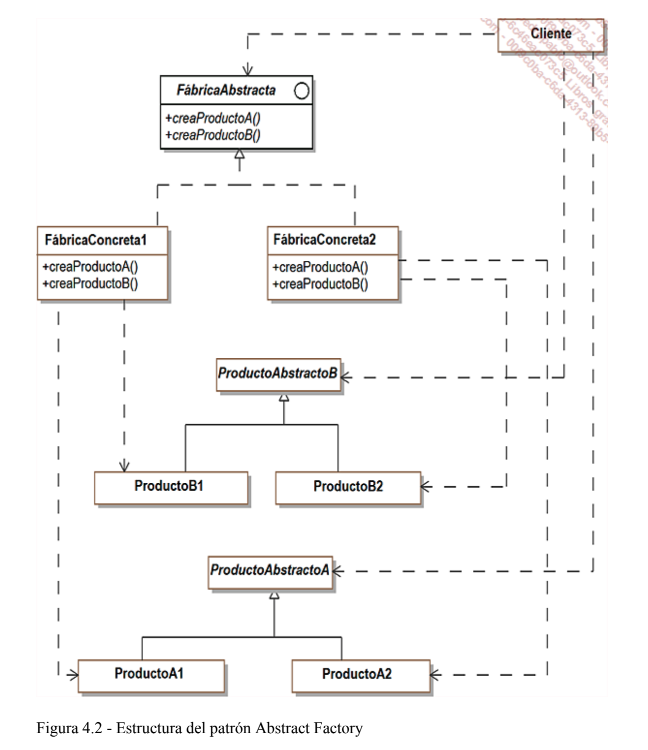 Cliente
FábricaAbstracta
+creaProductoA()
+creaProductoB()
FábricaConcreta1
+creaProductoA()
+creaProductoB()
FábricaConcreta2
+creaProductoA()
+creaProductoB()
ProductoAbstractoB
ProductoB1
ProductoB2
ProductoAbstractoA
ProductoA1
ProductoA2
Figura 4.2 - Estructura del patrón Abstract Factory